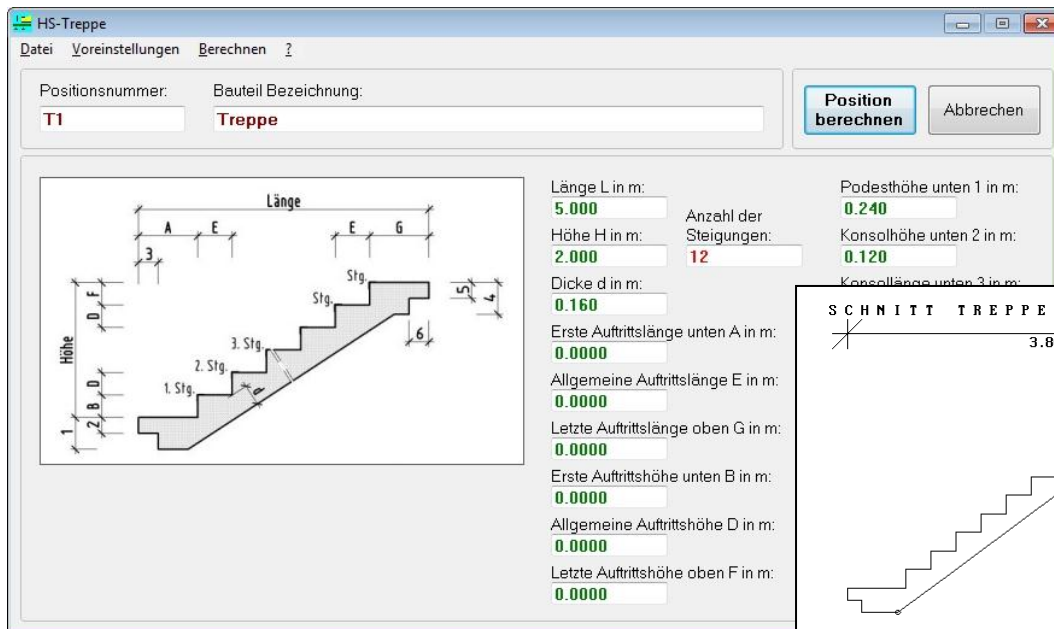 HS-Treppe
Datei Voreinstellungen Berechnen ?
Positionsnummer: Bauteil Bezeichnung:
T1 Treppe
Position berechnen
Abbrechen
Länge
A E E G
3
Stg.
Stg.
3. Stg.
2. Stg.
1. Stg.
Höhe
F
D
D
B
2
1
d
5
4
6
Länge L in m:
5.000
Höhe H in m:
2.000
Anzahl der
Steigungen:
12
Dicke d in m:
0.160
Erste Auftrittslänge unten A in m:
0.0000
Allgemeine Auftrittslänge E in m:
0.0000
Letzte Auftrittslänge oben G in m:
0.0000
Erste Auftrittshöhe unten B in m:
0.0000
Allgemeine Auftrittshöhe D in m:
0.0000
Letzte Auftrittshöhe oben F in m:
0.0000
Podesthöhe unten 1 in m:
0.240
Konsolhöhe unten 2 in m:
0.120
Konsollänge unten 3 in m:
SCHNITT TREPPE
3.8